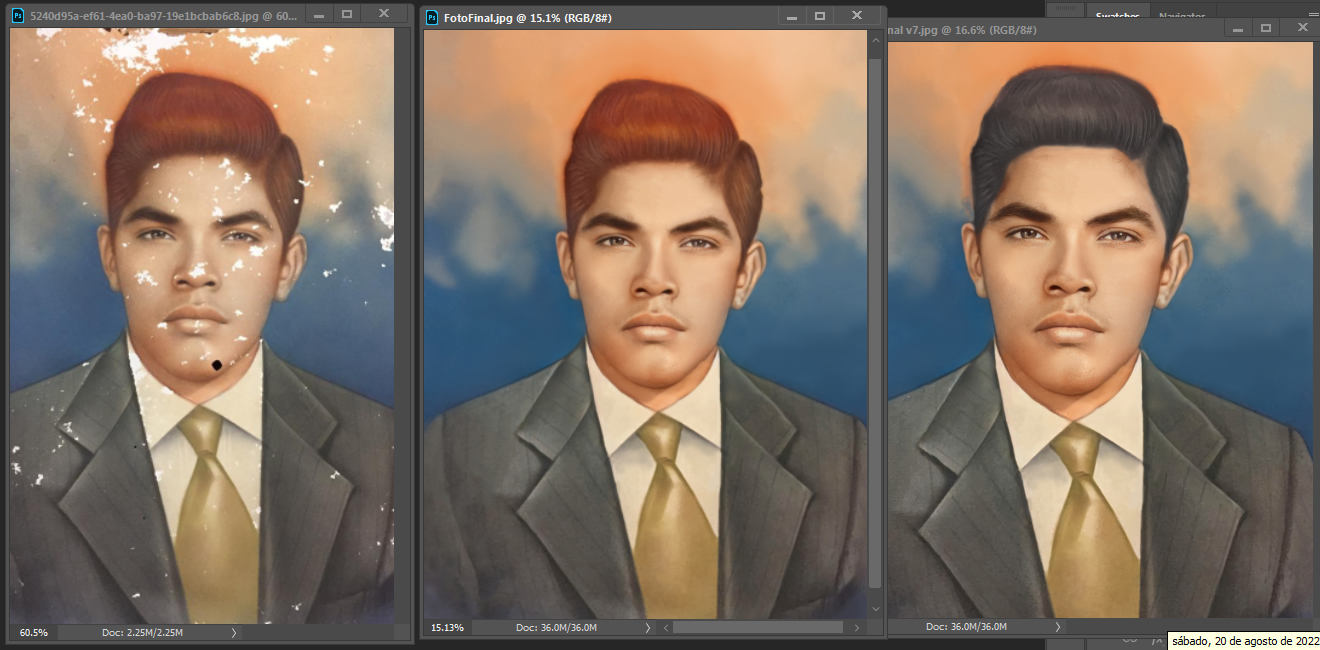 5240d95a-ef61-4ea0-ba97-19e1bcbab6c8.jpg @ 60...
Ps
FotoFinal.jpg @ 15.1% (RGB/8#)
Ps
nal v7.jpg @ 16.6% (RGB/8#)
Swatches
Navigator
60.5%
Doc: 2.25M/2.25M
15.13%
Doc: 36.0M/36.0M
Doc: 36.0M/36.0M
fx
sábado, 20 de agosto de 2022